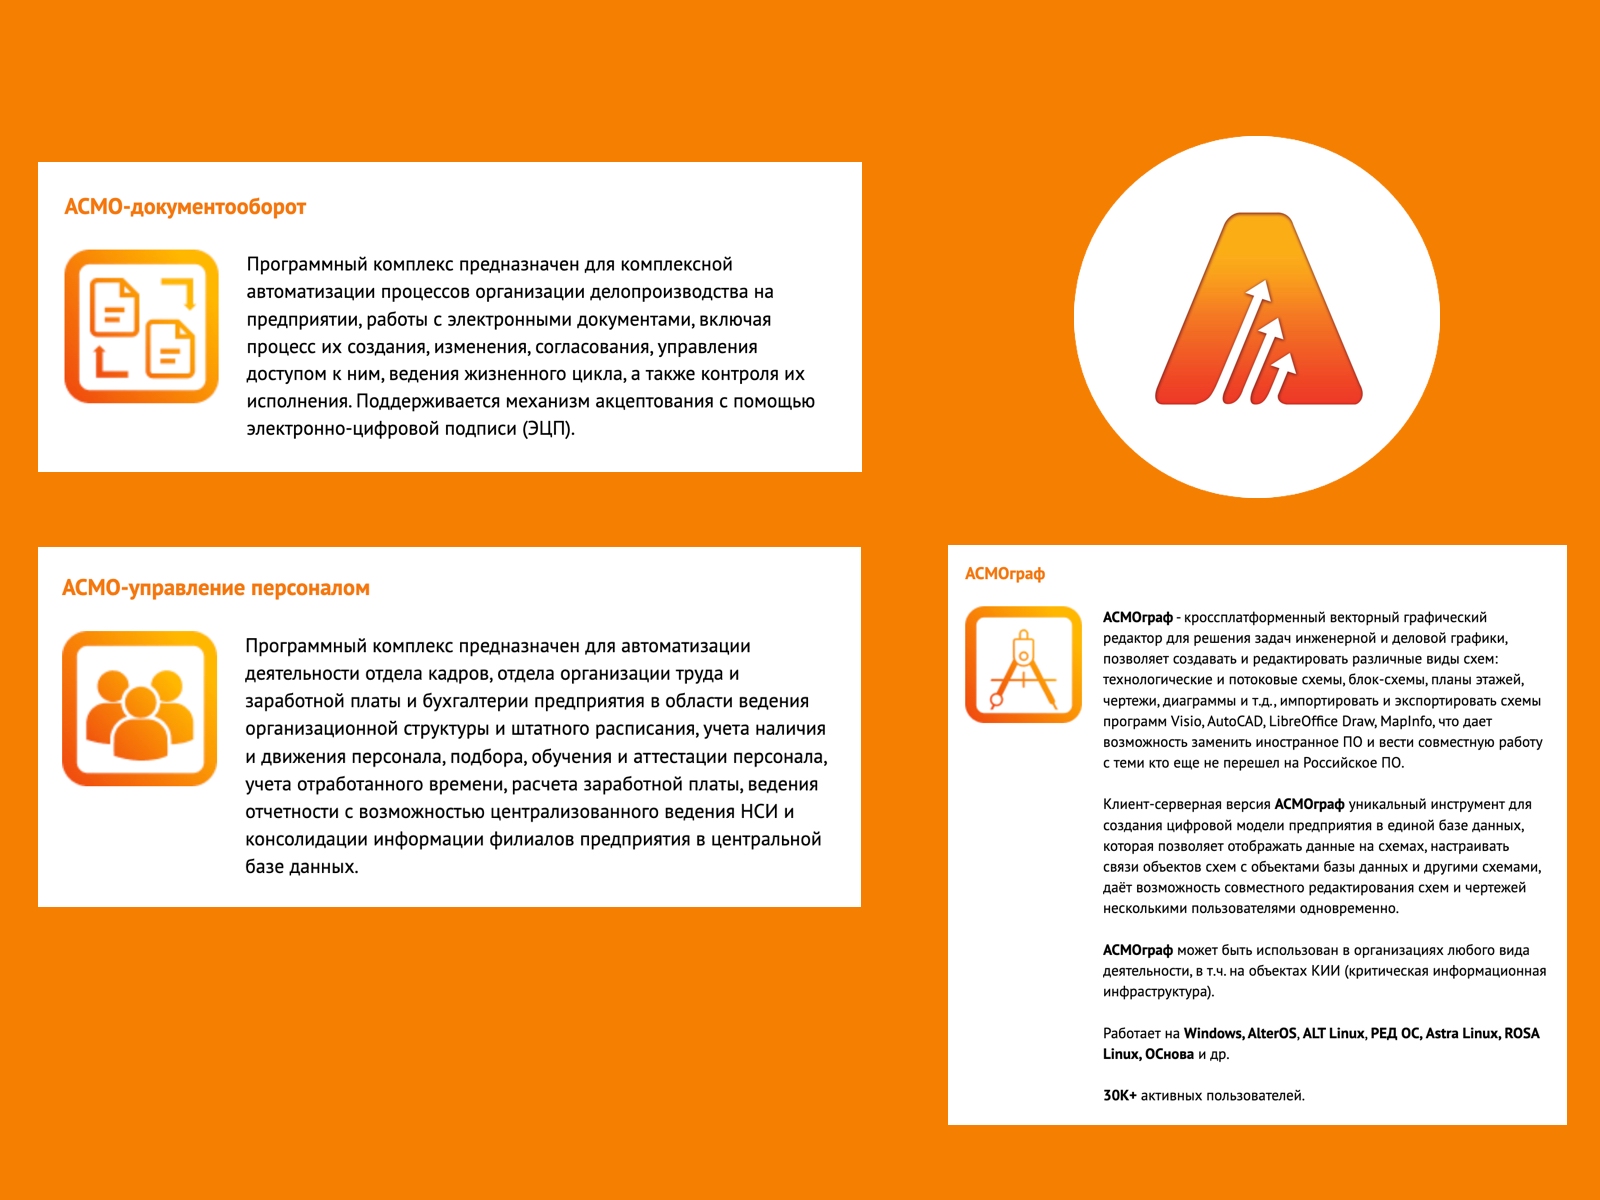 АСМО-документооборот
Программный комплекс предназначен для комплексной
автоматизации процессов организации делопроизводства на
предприятии, работы с электронными документами, включая
процесс их создания, изменения, согласования, управления
доступом к ним, ведения жизненного цикла, а также контроля их
исполнения. Поддерживается механизм акцептования с помощью
электронно-цифровой подписи (ЭЦП).
АСМО-управление персоналом
Программный комплекс предназначен для автоматизации
деятельности отдела кадров, отдела организации труда и
заработной платы и бухгалтерии предприятия в области ведения
организационной структуры и штатного расписания, учета наличия
и движения персонала, подбора, обучения и аттестации персонала,
учета отработанного времени, расчета заработной платы, ведения
отчетности с возможностью централизованного ведения НСИ и
консолидации информации филиалов предприятия в центральной
базе данных.
АСМОграф
АСМОграф - кроссплатформенный векторный графический
редактор для решения задач инженерной и деловой графики,
позволяет создавать и редактировать различные виды схем:
технологические и потоковые схемы, блок-схемы, планы этажей,
чертежи, диаграммы и т.д., импортировать и экспортировать схемы
программ Visio, AutoCAD, LibreOffice Draw, MapInfo, что дает
возможность заменить иностранное ПО и вести совместную работу
с теми кто еще не перешел на Российское ПО.
Клиент-серверная версия АСМОграф уникальный инструмент для
создания цифровой модели предприятия в единой базе данных,
которая позволяет отображать данные на схемах, настраивать
связи объектов схем с объектами базы данных и другими схемами,
даёт возможность совместного редактирования схем и чертежей
несколькими пользователями одновременно.
АСМОграф может быть использован в организациях любого вида
деятельности, в т.ч. на объектах КИИ (критическая информационная
инфраструктура).
Работает на Windows, AlterOS, ALT Linux, РЕД ОС, Astra Linux, ROSA
Linux, ОСнова и др.
30K+ активных пользователей.